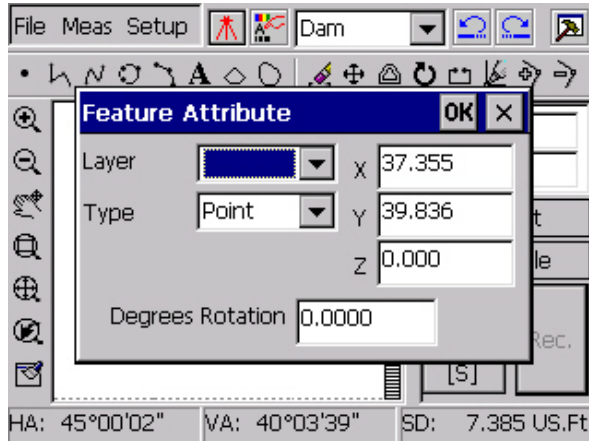 File Meas Setup Dam
A
Feature Attribute OK
Layer X 37.355
Type Point Y 39.836
Z 0.000
Degrees Rotation 0.0000
t
le
Rec.
[S]
HA: 45°00'02" VA: 40°03'39" SD: 7.385 US.Ft